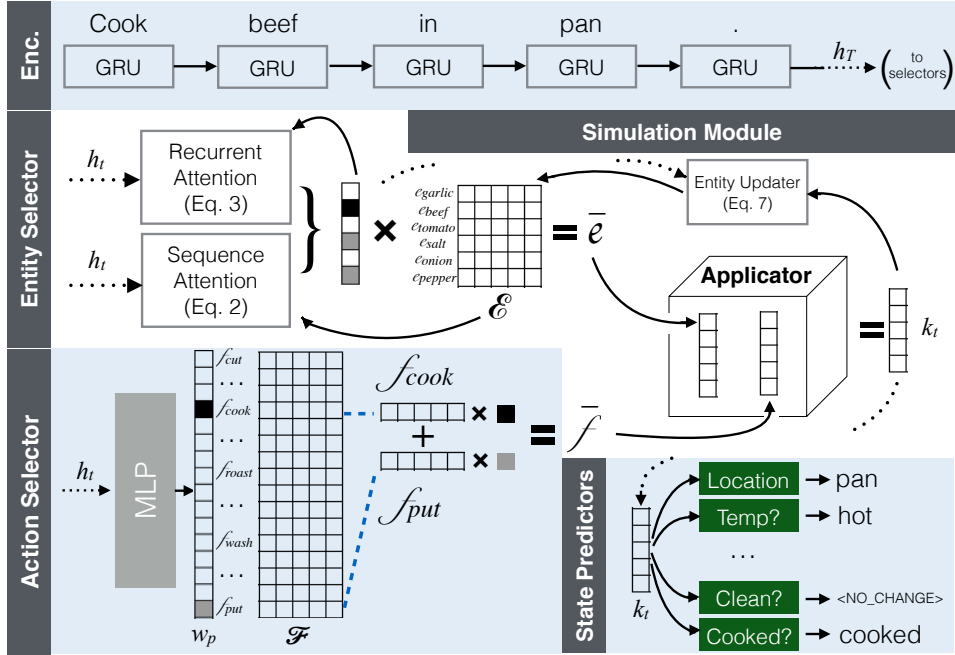 Enc.
Cook beef in pan .
GRU GRU GRU GRU GRU
h_T
(to selectors)
Entity Selector
Simulation Module
h_t
Recurrent
Attention
(Eq. 3)
h_t
Sequence
Attention
(Eq. 2)
}
×
e_garlic
e_beef
e_tomato
e_salt
e_onion
e_pepper
ℰ
= e̅
Entity Updater
(Eq. 7)
Applicator
= k_t
Action Selector
h_t
MLP
w_p
f_cut
...
f_cook
...
f_roast
...
f_wash
...
f_put
ℱ
f_cook
×
+
×
f_put
= f̅
State Predictors
k_t
Location pan
Temp? hot
...
Clean? <NO_CHANGE>
Cooked? cooked